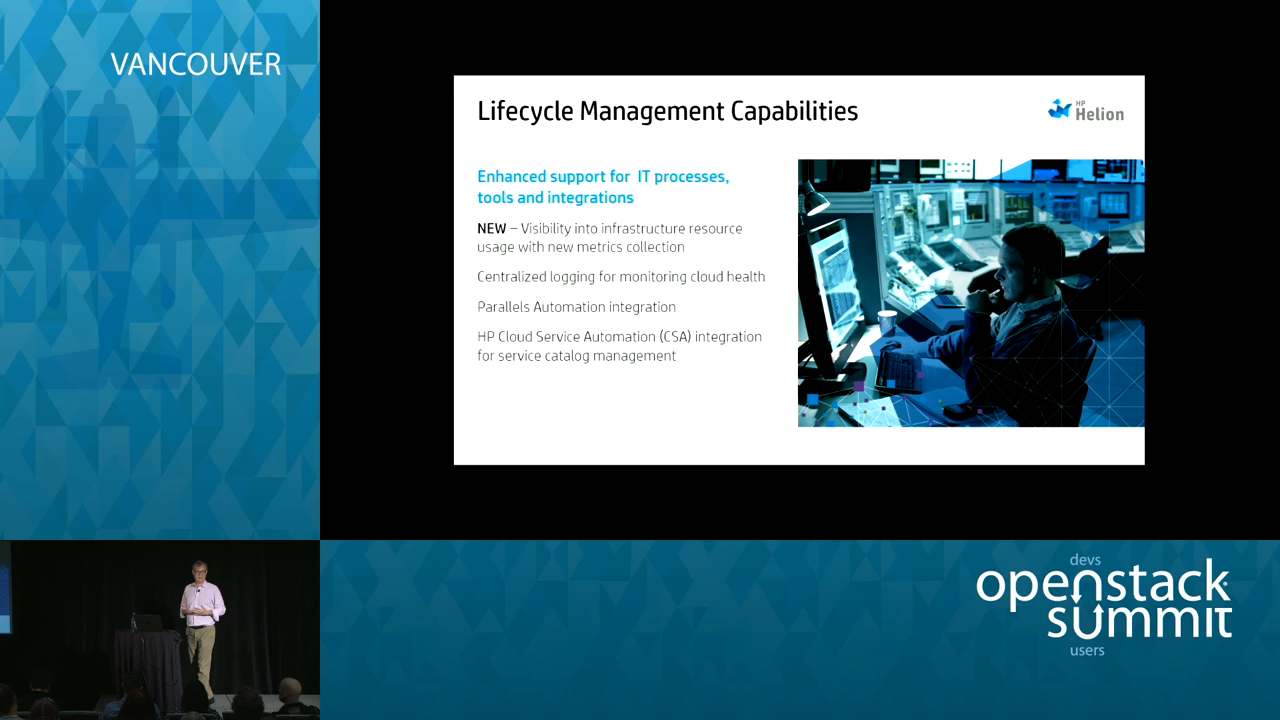 VANCOUVER
Lifecycle Management Capabilities
HP
Helion
Enhanced support for IT processes,
tools and integrations
NEW – Visibility into infrastructure resource
usage with new metrics collection
Centralized logging for monitoring cloud health
Parallels Automation integration
HP Cloud Service Automation (CSA) integration
for service catalog management
devs
openstack
summit
users